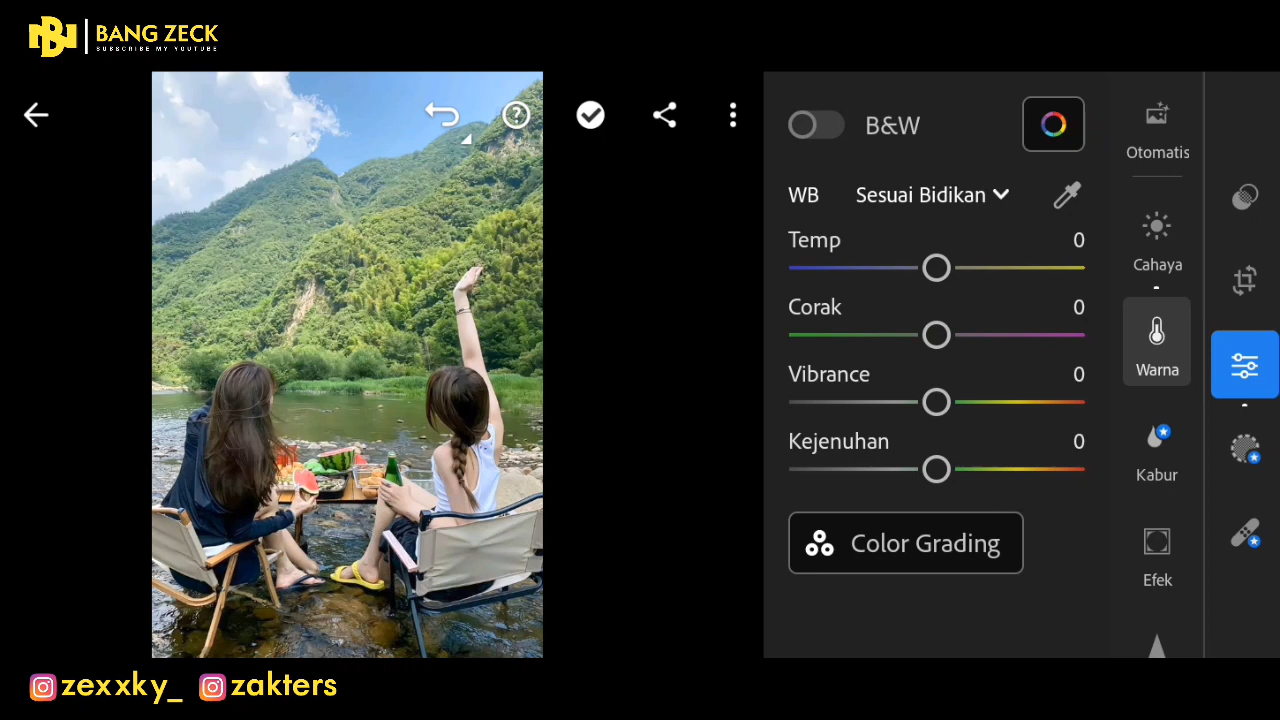 BANG ZECK
SUBSCRIBE MY YOUTUBE
B&W
Otomatis
WB Sesuai Bidikan
Temp 0
Cahaya
Corak 0
Vibrance 0
Warna
Kejenuhan 0
Kabur
Color Grading
Efek
zexxky_ zakters